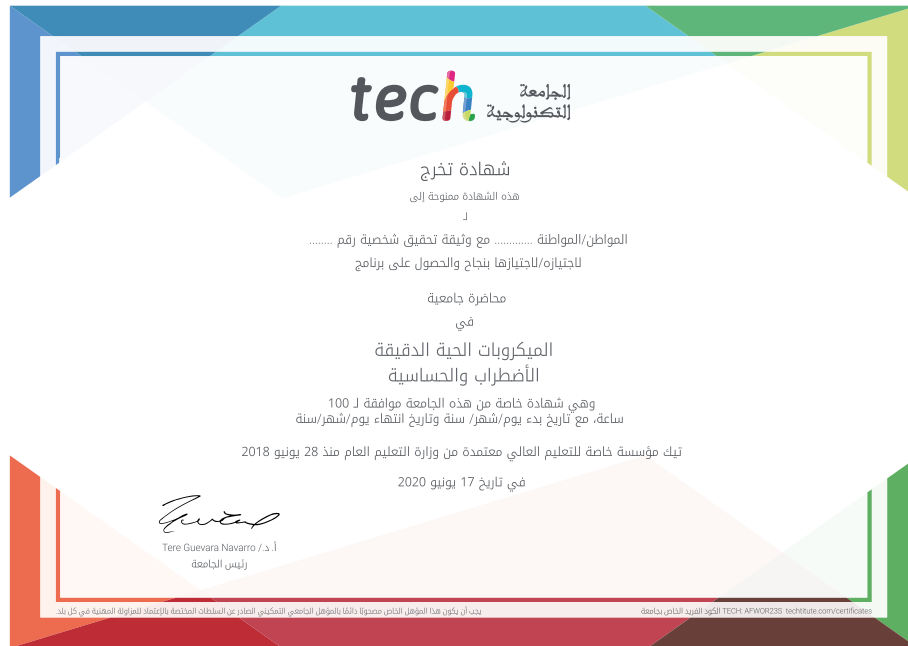 tech الجامعة
التكنولوجية
شهادة تخرج
هذه الشهادة ممنوحة إلى
لـ
المواطن/المواطنة ............. مع وثيقة تحقيق شخصية رقم ........
لاجتيازه/لاجتيازها بنجاح والحصول على برنامج
محاضرة جامعية
في
الميكروبات الحية الدقيقة
الأضطراب والحساسية
وهي شهادة خاصة من هذه الجامعة موافقة لـ 100
ساعة، مع تاريخ بدء يوم/شهر/ سنة وتاريخ انتهاء يوم/شهر/سنة
تيك مؤسسة خاصة للتعليم العالي معتمدة من وزارة التعليم العام منذ 28 يونيو 2018
في تاريخ 17 يونيو 2020
أ. د./ Tere Guevara Navarro
رئيس الجامعة
يجب أن يكون هذا المؤهل الخاص مصحوبًا دائمًا بالمؤهل الجامعي التمكيني الصادر عن السلطات المختصة بالإعتماد للمزاولة المهنية في كل بلد.
الكود الفريد الخاص بجامعة TECH: AFWOR23S techtitute.com/certificates